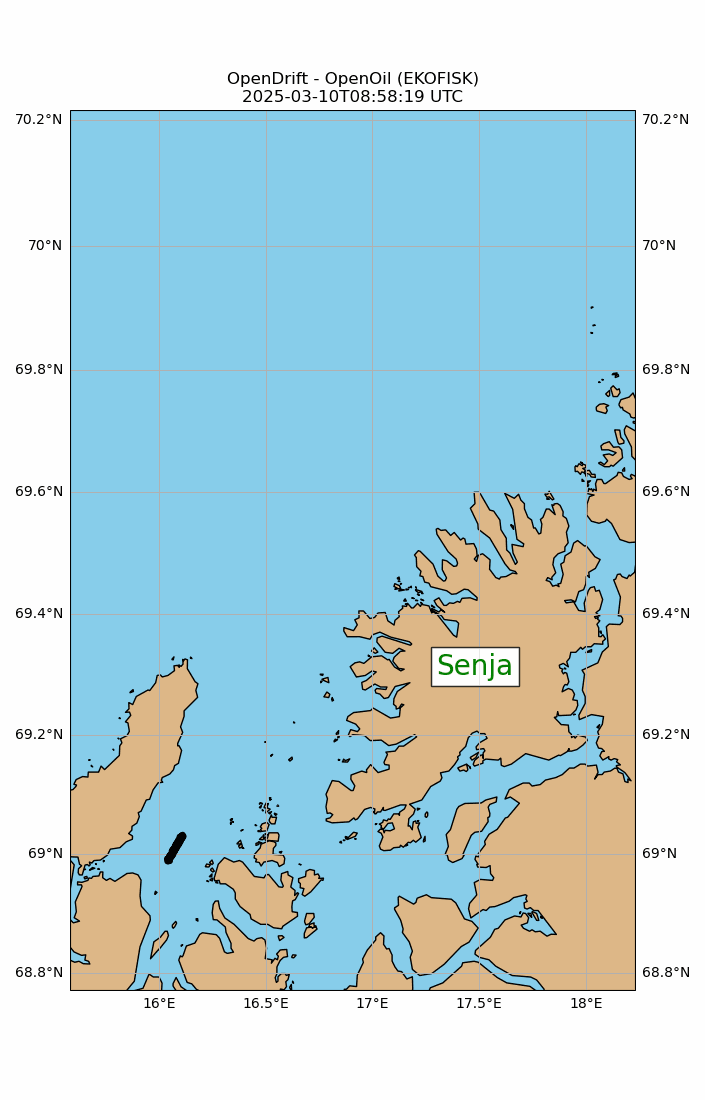 OpenDrift - OpenOil (EKOFISK)
2025-03-10T08:58:19 UTC
70.2°N 70.2°N
70°N 70°N
69.8°N 69.8°N
69.6°N 69.6°N
69.4°N 69.4°N
Senja
69.2°N 69.2°N
69°N 69°N
68.8°N 68.8°N
16°E 16.5°E 17°E 17.5°E 18°E